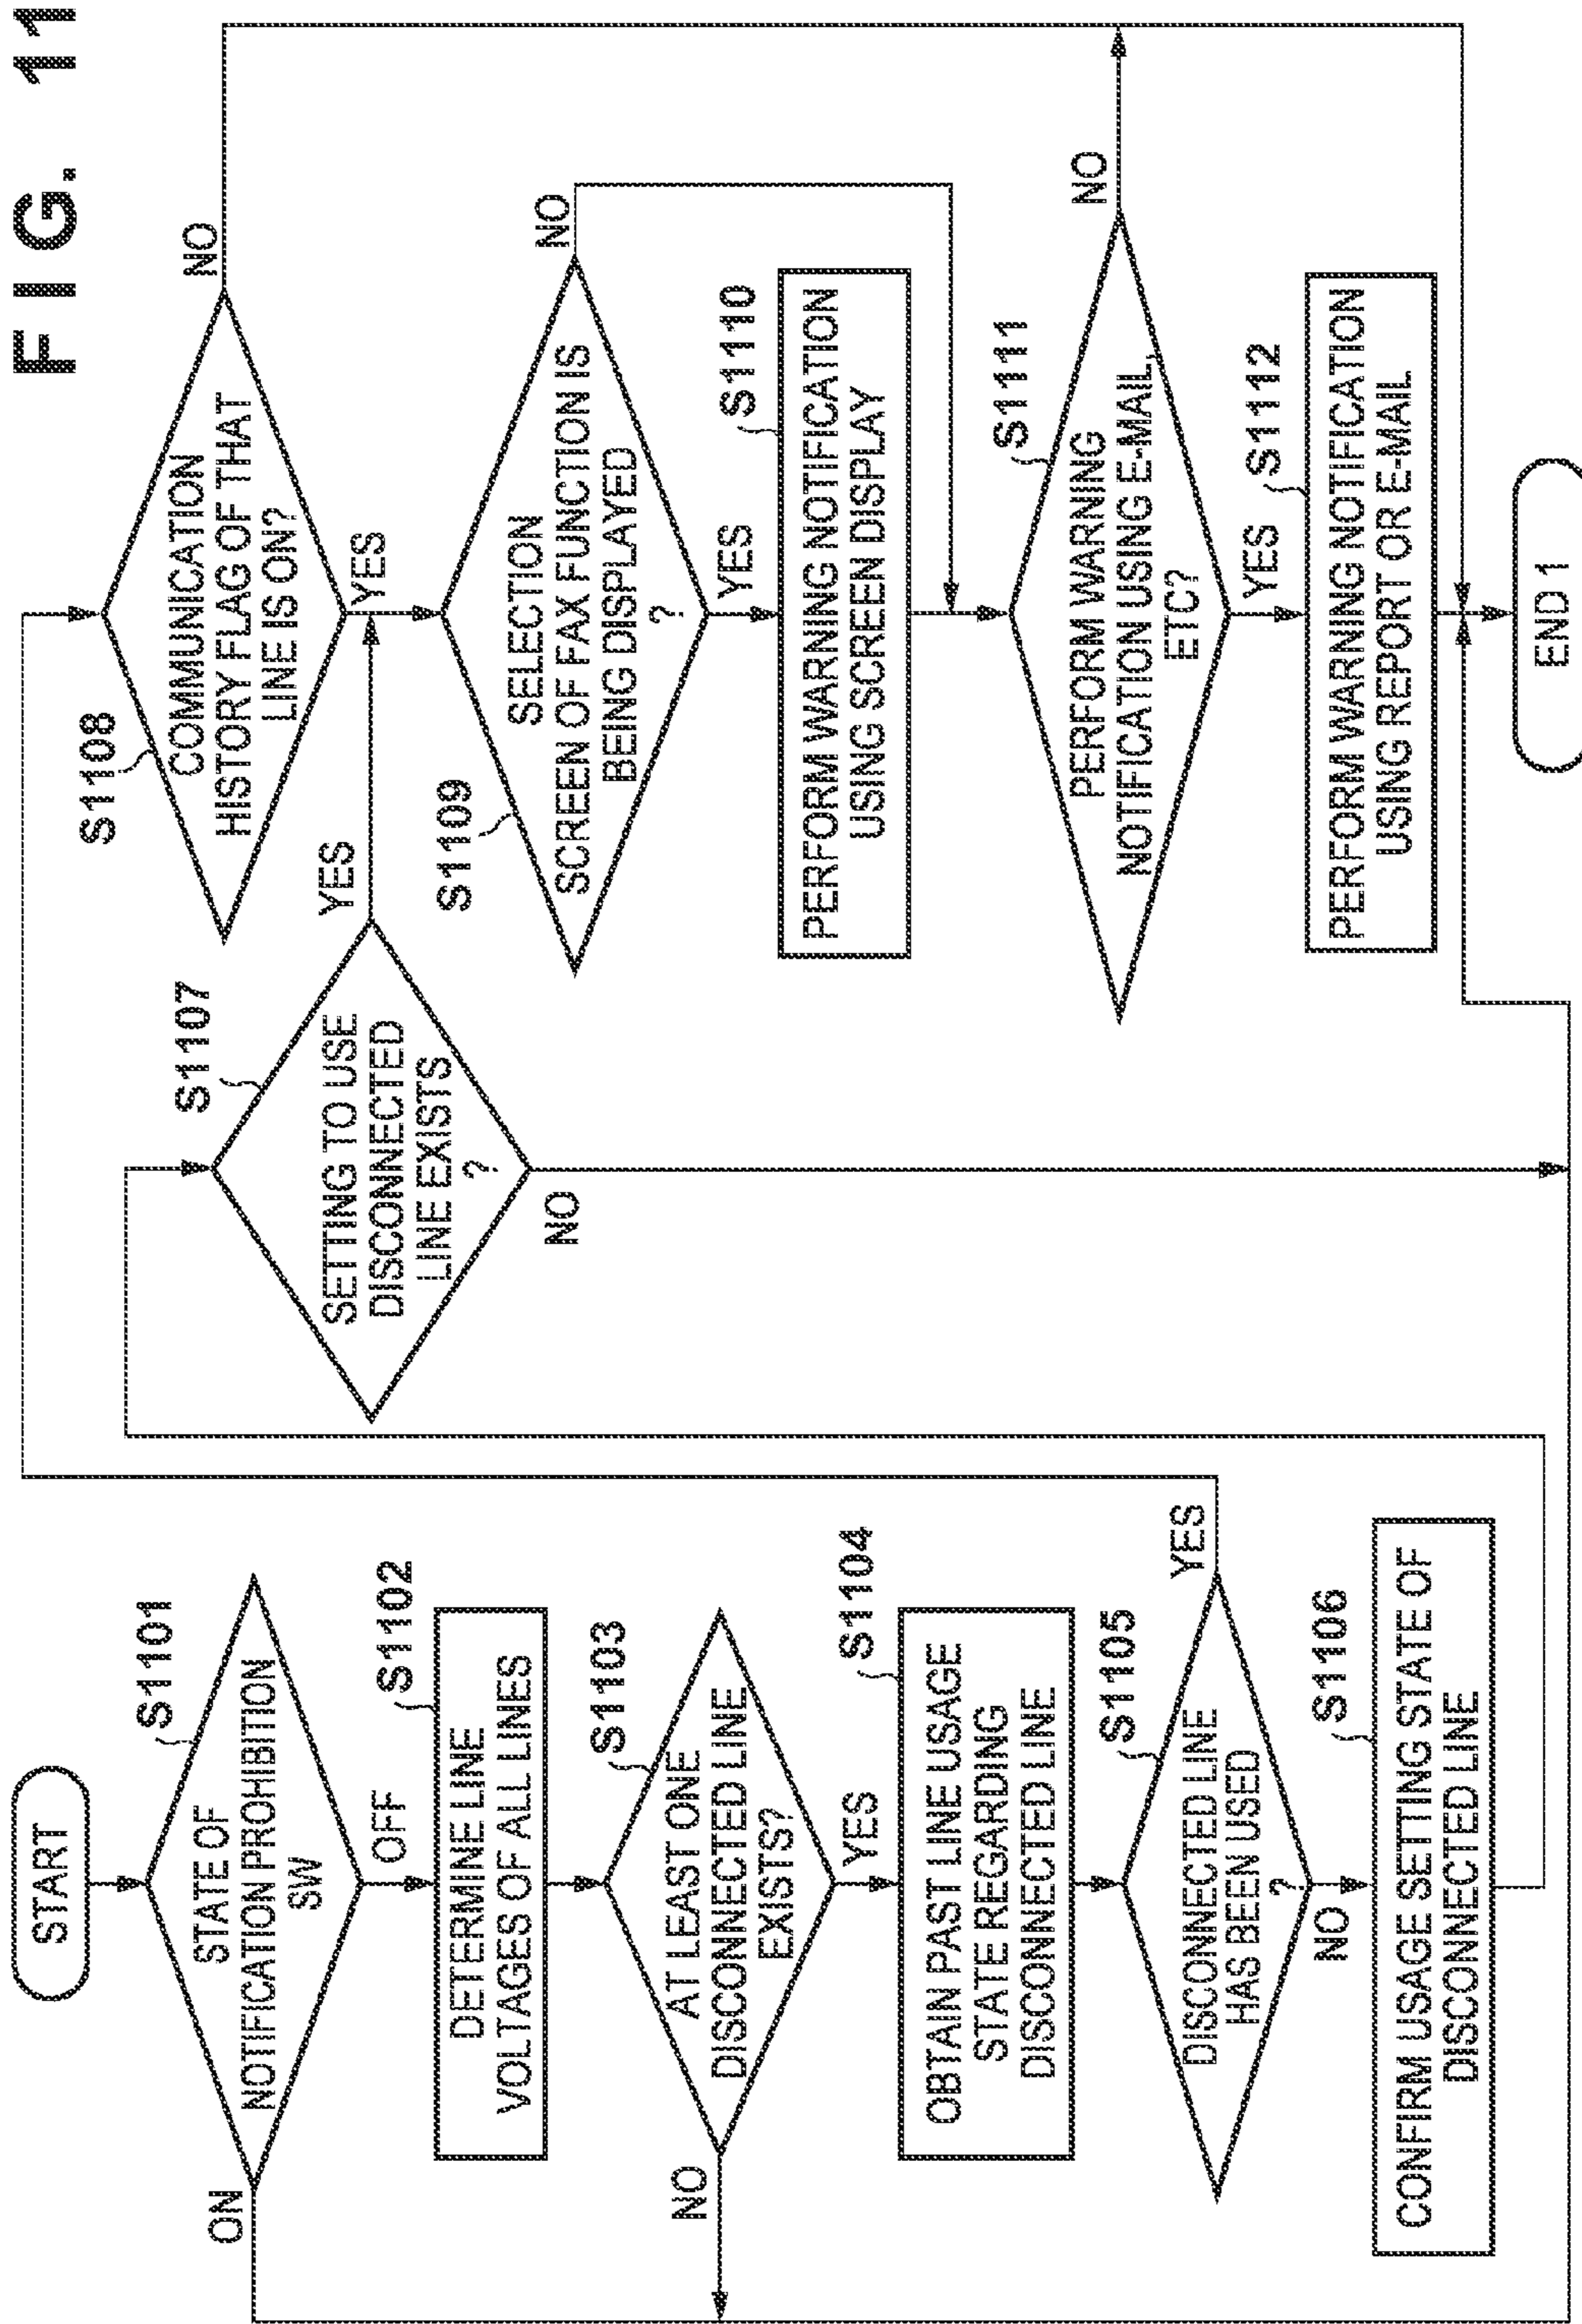 FIG. 11
START
S1101
STATE OF
NOTIFICATION PROHIBITION
SW
ON
OFF
S1102
DETERMINE LINE
VOLTAGES OF ALL LINES
S1103
AT LEAST ONE
DISCONNECTED LINE
EXISTS?
NO
YES
S1104
OBTAIN PAST LINE USAGE
STATE REGARDING
DISCONNECTED LINE
S1105
DISCONNECTED LINE
HAS BEEN USED
?
YES
NO
S1106
CONFIRM USAGE SETTING STATE OF
DISCONNECTED LINE
S1107
SETTING TO USE
DISCONNECTED
LINE EXISTS
?
YES
NO
S1108
COMMUNICATION
HISTORY FLAG OF THAT
LINE IS ON?
NO
YES
S1109
SELECTION
SCREEN OF FAX FUNCTION IS
BEING DISPLAYED
?
NO
YES
S1110
PERFORM WARNING NOTIFICATION
USING SCREEN DISPLAY
S1111
PERFORM WARNING
NOTIFICATION USING E-MAIL,
ETC?
NO
YES
S1112
PERFORM WARNING NOTIFICATION
USING REPORT OR E-MAIL
END 1